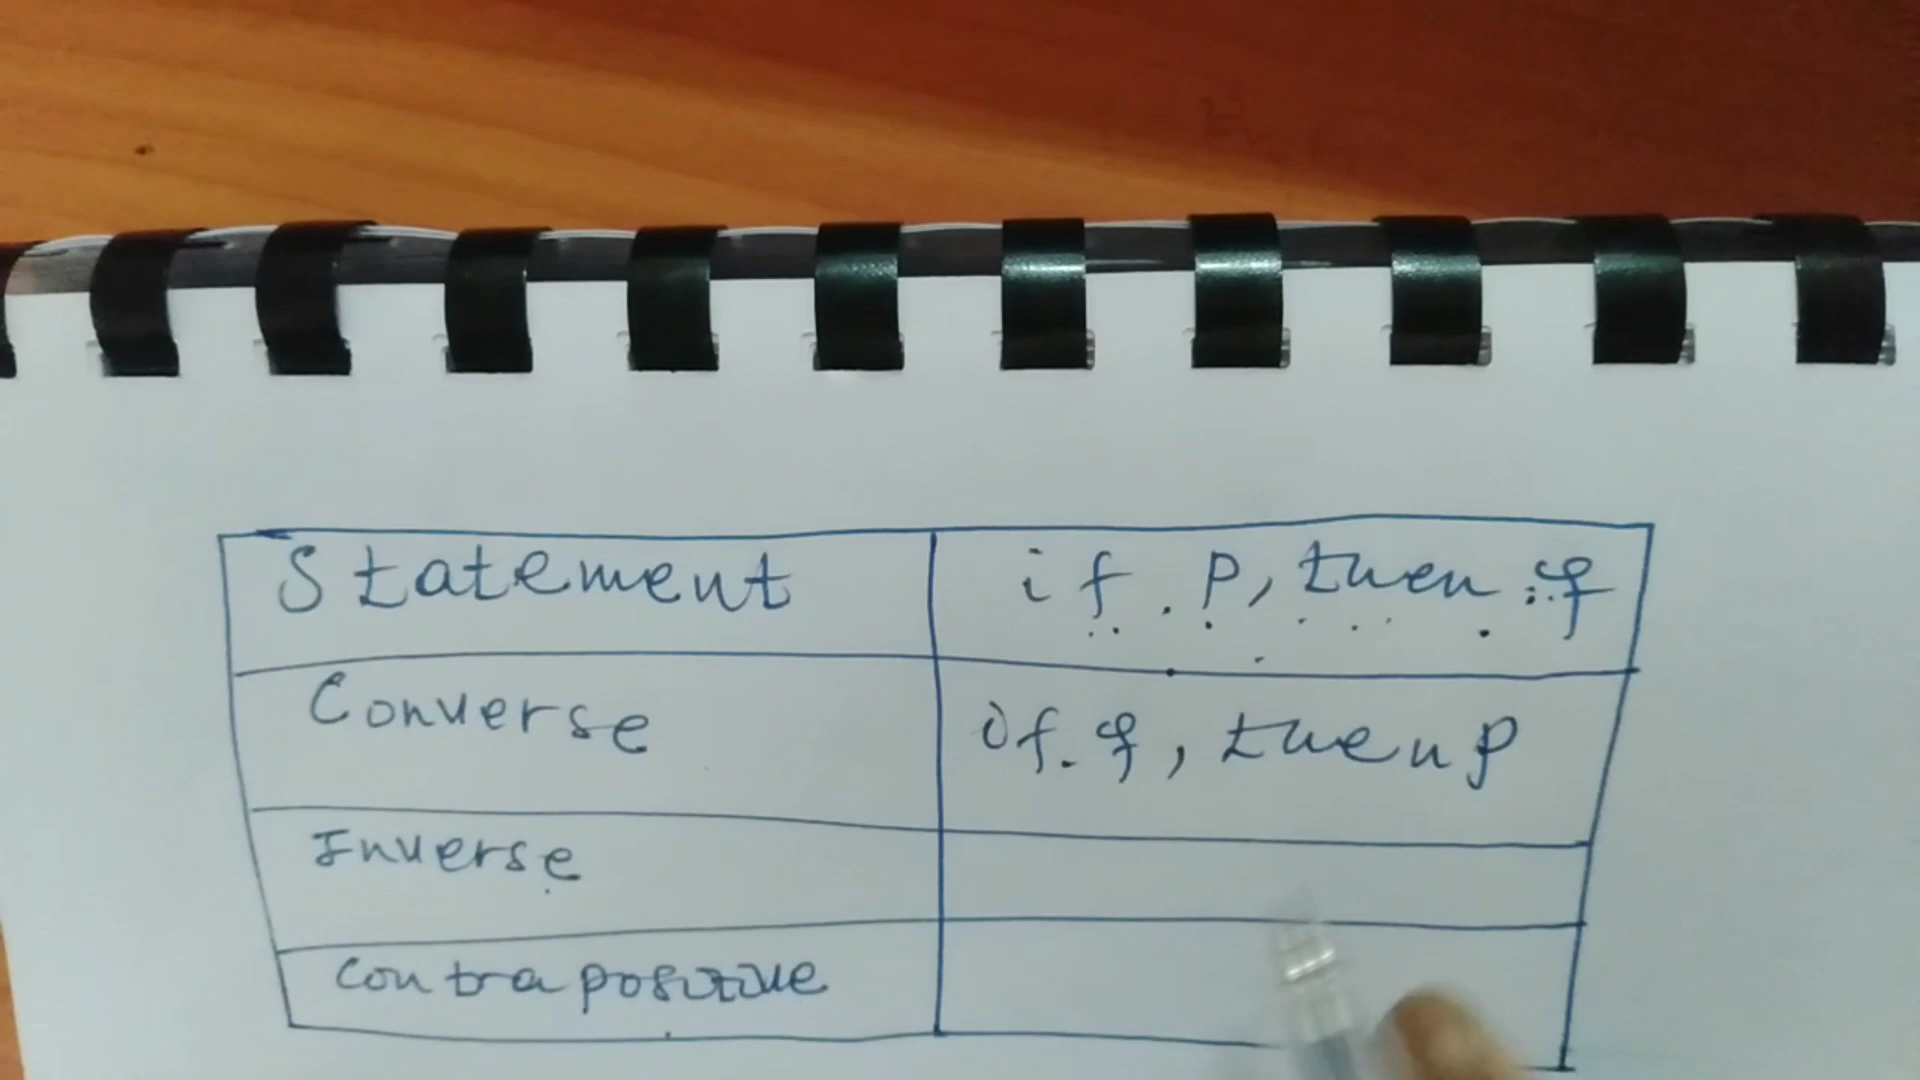 Statement if P, then q
Converse if q, then p
Inverse
Contrapositive